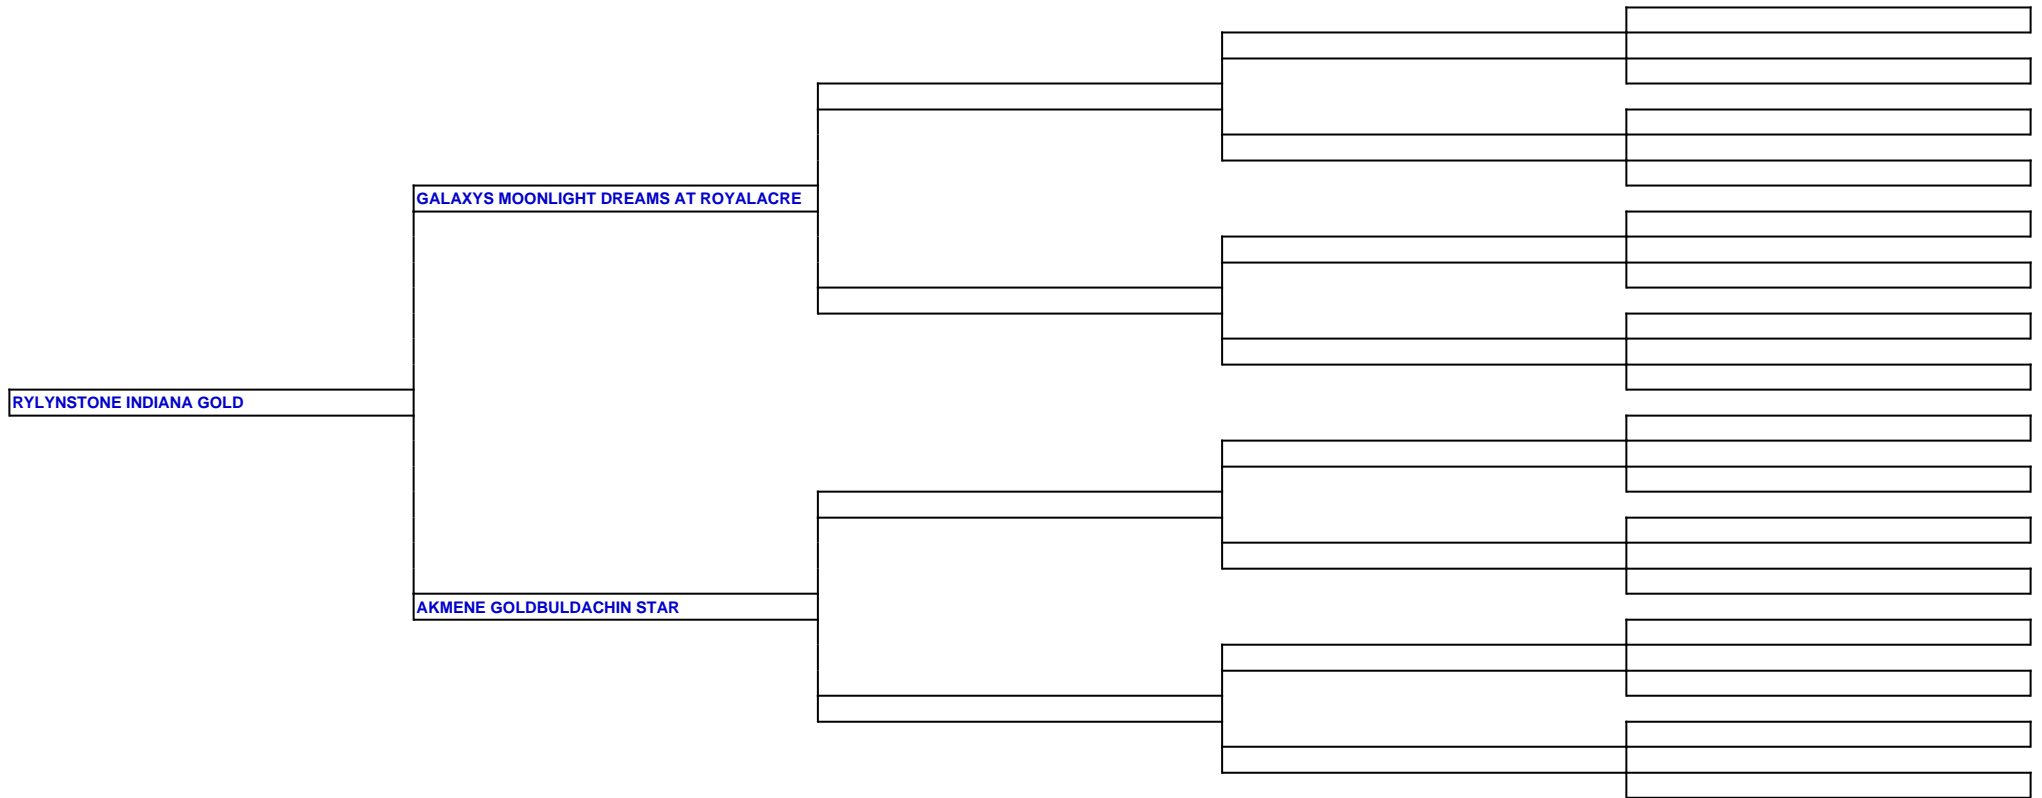 GALAXYS MOONLIGHT DREAMS AT ROYALACRE
RYLYNSTONE INDIANA GOLD
AKMENE GOLDBULDACHIN STAR